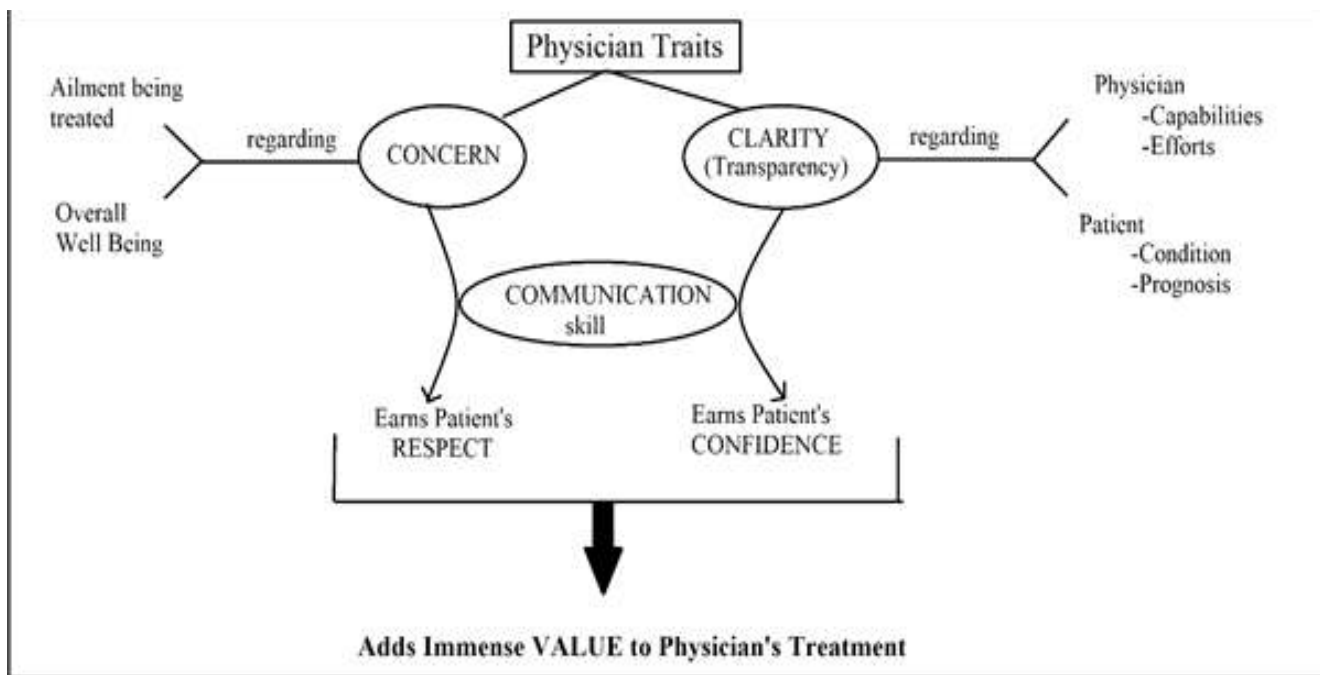 Physician Traits
Ailment being
treated
regarding
CONCERN
CLARITY
(Transparency)
regarding
Physician
-Capabilities
-Efforts
Overall
Well Being
Patient
-Condition
-Prognosis
COMMUNICATION
skill
Earns Patient's
RESPECT
Earns Patient's
CONFIDENCE
Adds Immense VALUE to Physician's Treatment